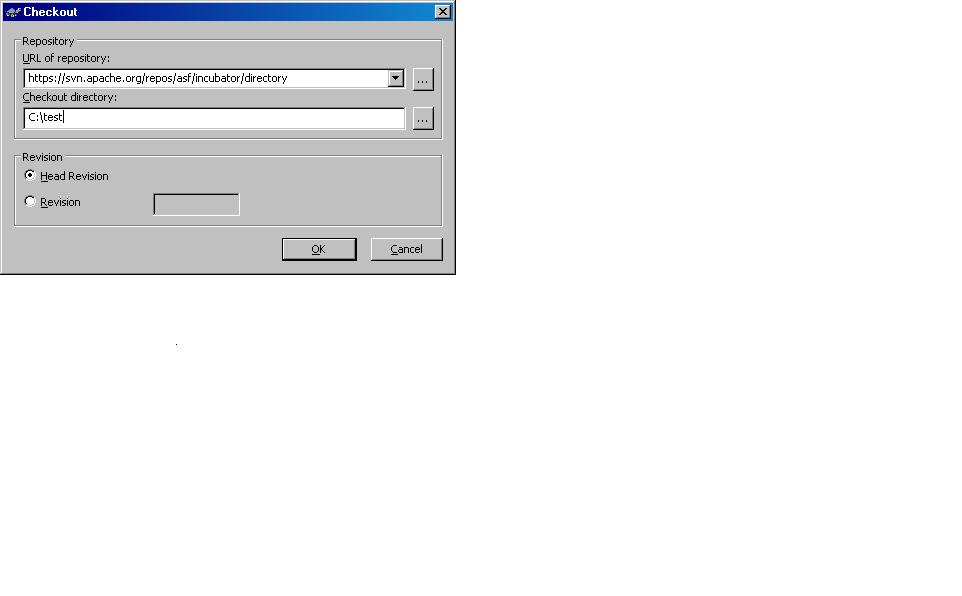 Checkout
Repository
URL of repository:
https://svn.apache.org/repos/asf/incubator/directory
...
Checkout directory:
C:\test
...
Revision
Head Revision
Revision
OK
Cancel